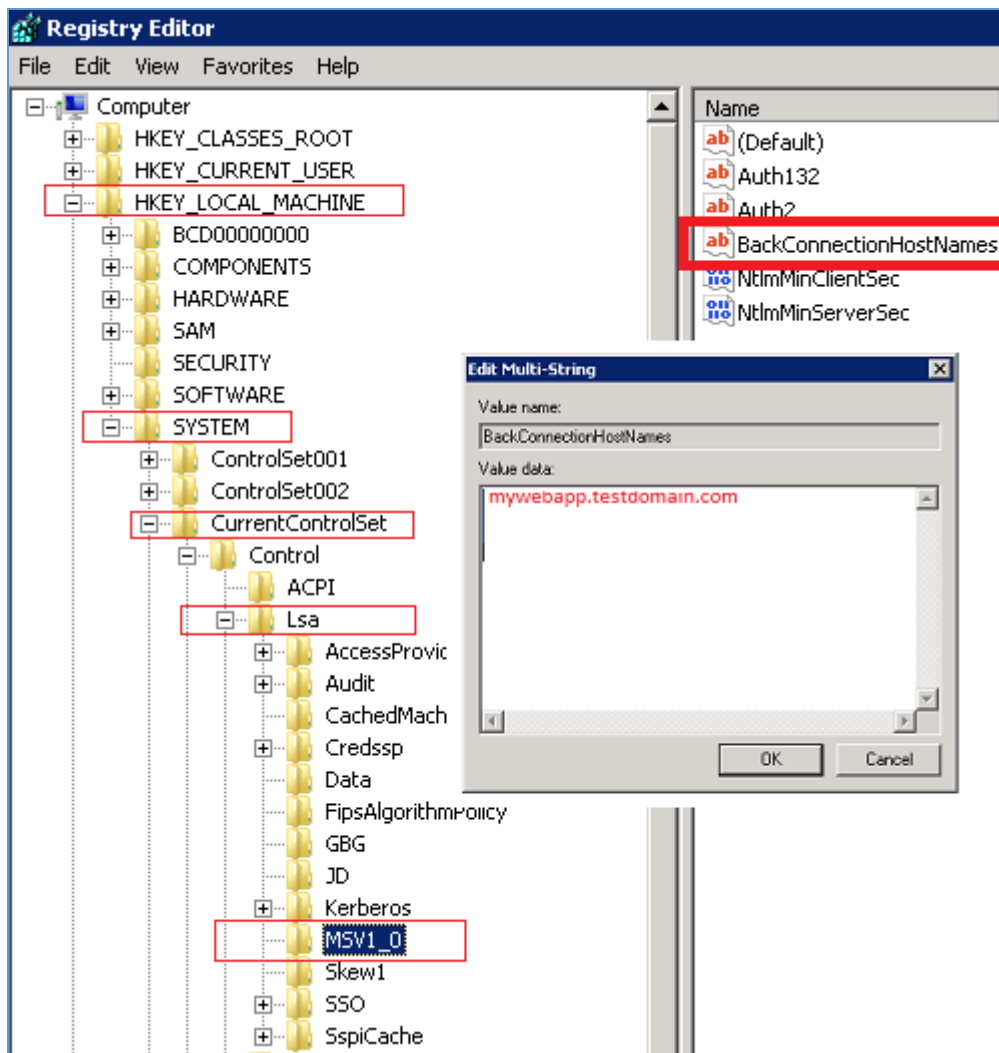 Registry Editor
File Edit View Favorites Help
Computer
HKEY_CLASSES_ROOT
HKEY_CURRENT_USER
HKEY_LOCAL_MACHINE
BCD00000000
COMPONENTS
HARDWARE
SAM
SECURITY
SOFTWARE
SYSTEM
ControlSet001
ControlSet002
CurrentControlSet
Control
ACPI
Lsa
AccessProvic
Audit
CachedMach
Credssp
Data
FipsAlgorithmPolicy
GBG
JD
Kerberos
MSV1_0
Skew1
SSO
SspiCache
Name
(Default)
Auth132
Auth2
BackConnectionHostNames
NtlmMinClientSec
NtlmMinServerSec
Edit Multi-String
Value name:
BackConnectionHostNames
Value data:
mywebapp.testdomain.com
OK Cancel